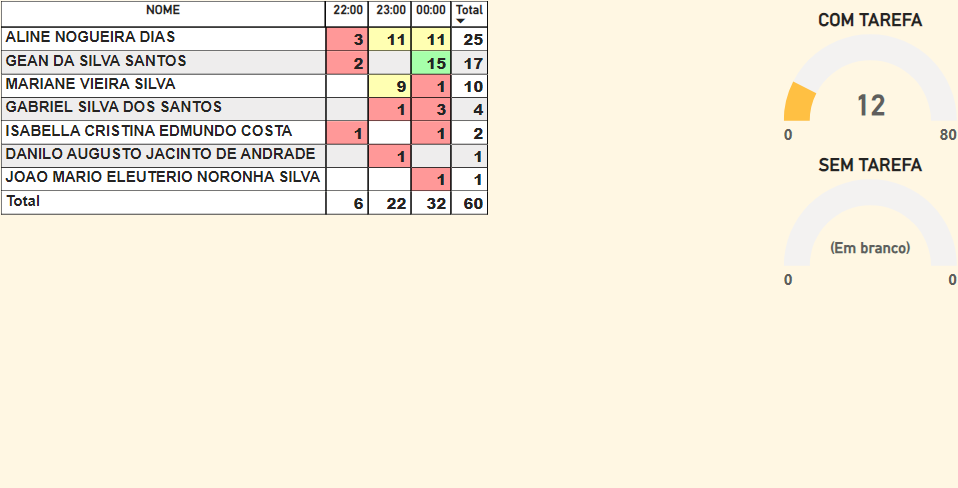 NOME 22:00 23:00 00:00 Total
ALINE NOGUEIRA DIAS 3 11 11 25
GEAN DA SILVA SANTOS 2 15 17
MARIANE VIEIRA SILVA 9 1 10
GABRIEL SILVA DOS SANTOS 1 3 4
ISABELLA CRISTINA EDMUNDO COSTA 1 1 2
DANILO AUGUSTO JACINTO DE ANDRADE 1 1
JOAO MARIO ELEUTERIO NORONHA SILVA 1 1
Total 6 22 32 60
COM TAREFA
12
0 80
SEM TAREFA
(Em branco)
0 0